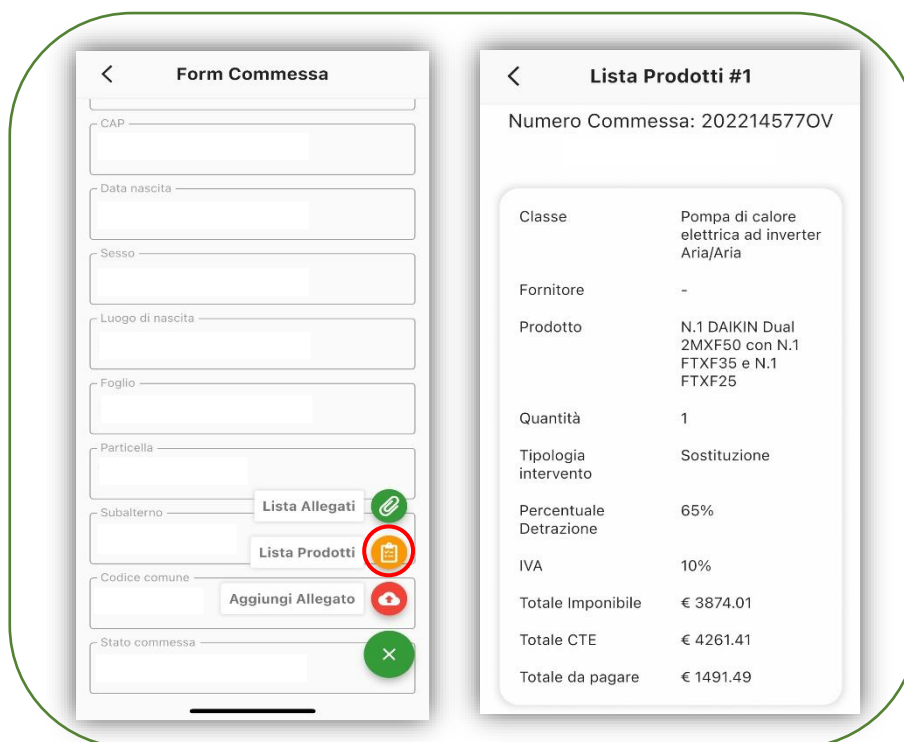 Form Commessa
CAP
Data nascita
Sesso
Luogo di nascita
Foglio
Particella
Lista Allegati
Subalterno
Lista Prodotti
Codice comune
Aggiungi Allegato
Stato commessa
Lista Prodotti #1
Numero Commessa: 202214577OV
Classe
Pompa di calore
elettrica ad inverter
Aria/Aria
Fornitore
-
Prodotto
N.1 DAIKIN Dual
2MXF50 con N.1
FTXF35 e N.1
FTXF25
Quantità
1
Tipologia
intervento
Sostituzione
Percentuale
Detrazione
65%
IVA
10%
Totale Imponibile
€ 3874.01
Totale CTE
€ 4261.41
Totale da pagare
€ 1491.49